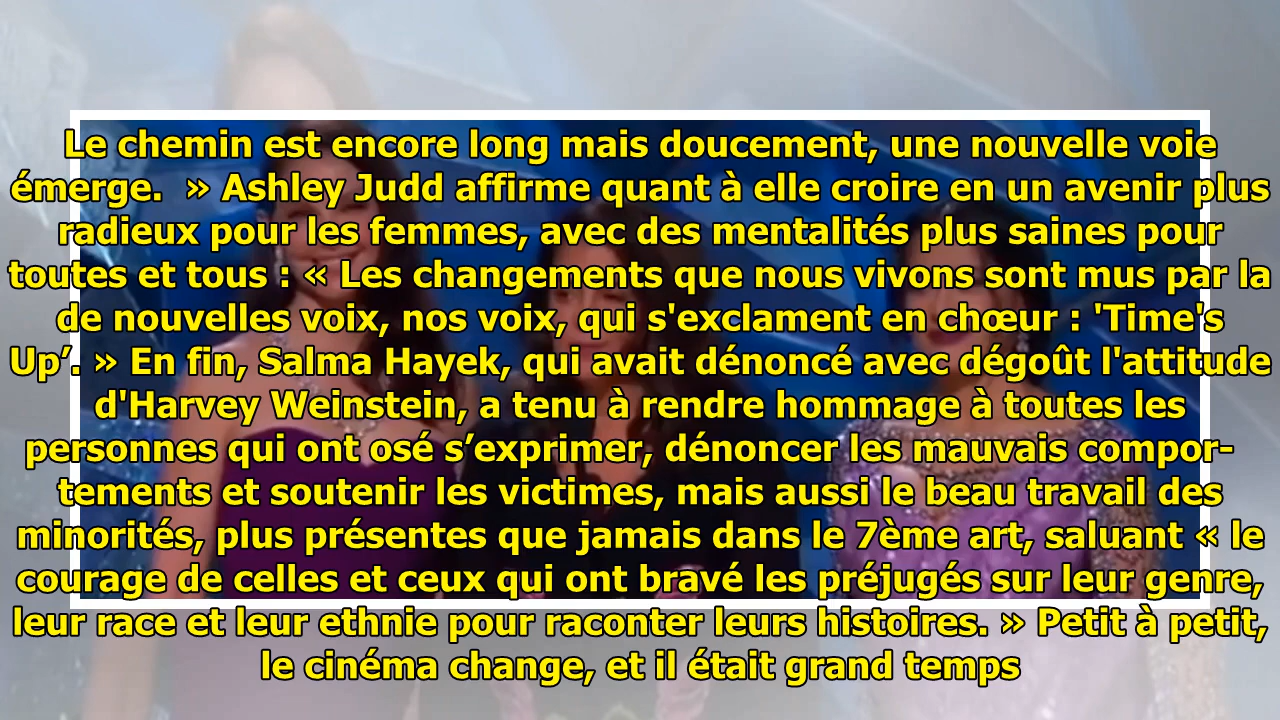 Le chemin est encore long mais doucement, une nouvelle voie
émerge.  » Ashley Judd affirme quant à elle croire en un avenir plus
radieux pour les femmes, avec des mentalités plus saines pour
toutes et tous : « Les changements que nous vivons sont mus par la
de nouvelles voix, nos voix, qui s'exclament en chœur : 'Time's
Up’. » En fin, Salma Hayek, qui avait dénoncé avec dégoût l'attitude
d'Harvey Weinstein, a tenu à rendre hommage à toutes les
personnes qui ont osé s’exprimer, dénoncer les mauvais compor-
tements et soutenir les victimes, mais aussi le beau travail des
minorités, plus présentes que jamais dans le 7ème art, saluant « le
courage de celles et ceux qui ont bravé les préjugés sur leur genre,
leur race et leur ethnie pour raconter leurs histoires. » Petit à petit,
le cinéma change, et il était grand temps